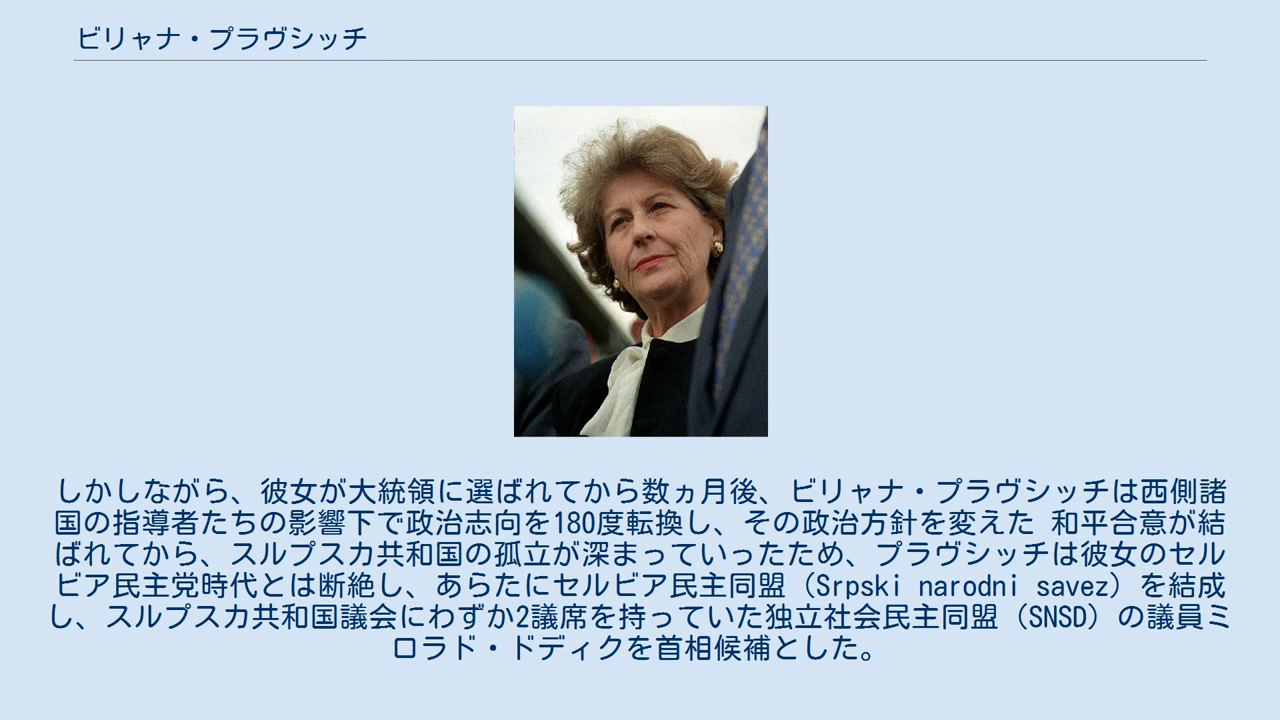 ビリャナ・プラヴシッチ
しかしながら、彼女が大統領に選ばれてから数ヵ月後、ビリャナ・プラヴシッチは西側諸
国の指導者たちの影響下で政治志向を180度転換し、その政治方針を変えた 和平合意が結
ばれてから、スルプスカ共和国の孤立が深まっていったため、プラヴシッチは彼女のセル
ビア民主党時代とは断絶し、あらたにセルビア民主同盟（Srpski narodni savez）を結成
し、スルプスカ共和国議会にわずか2議席を持っていた独立社会民主同盟（SNSD）の議員ミ
ロラド・ドディクを首相候補とした。